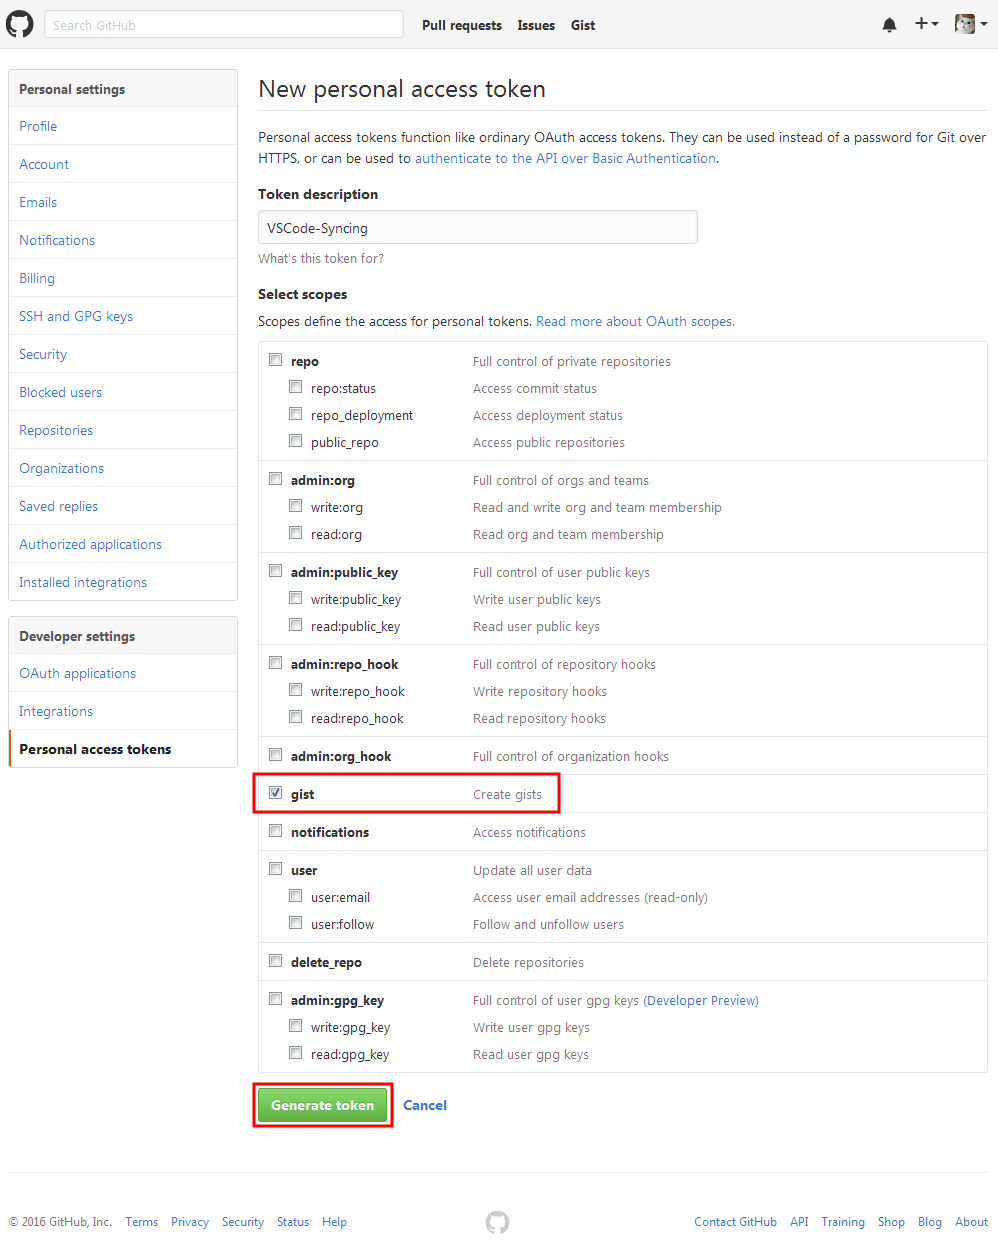 Search GitHub
Pull requests Issues Gist
Personal settings
Profile
Account
Emails
Notifications
Billing
SSH and GPG keys
Security
Blocked users
Repositories
Organizations
Saved replies
Authorized applications
Installed integrations
Developer settings
OAuth applications
Integrations
Personal access tokens
New personal access token
Personal access tokens function like ordinary OAuth access tokens. They can be used instead of a password for Git over
HTTPS, or can be used to authenticate to the API over Basic Authentication.
Token description
VSCode-Syncing
What's this token for?
Select scopes
Scopes define the access for personal tokens. Read more about OAuth scopes.
repo Full control of private repositories
repo:status Access commit status
repo_deployment Access deployment status
public_repo Access public repositories
admin:org Full control of orgs and teams
write:org Read and write org and team membership
read:org Read org and team membership
admin:public_key Full control of user public keys
write:public_key Write user public keys
read:public_key Read user public keys
admin:repo_hook Full control of repository hooks
write:repo_hook Write repository hooks
read:repo_hook Read repository hooks
admin:org_hook Full control of organization hooks
gist Create gists
notifications Access notifications
user Update all user data
user:email Access user email addresses (read-only)
user:follow Follow and unfollow users
delete_repo Delete repositories
admin:gpg_key Full control of user gpg keys (Developer Preview)
write:gpg_key Write user gpg keys
read:gpg_key Read user gpg keys
Generate token Cancel
© 2016 GitHub, Inc. Terms Privacy Security Status Help Contact GitHub API Training Shop Blog About